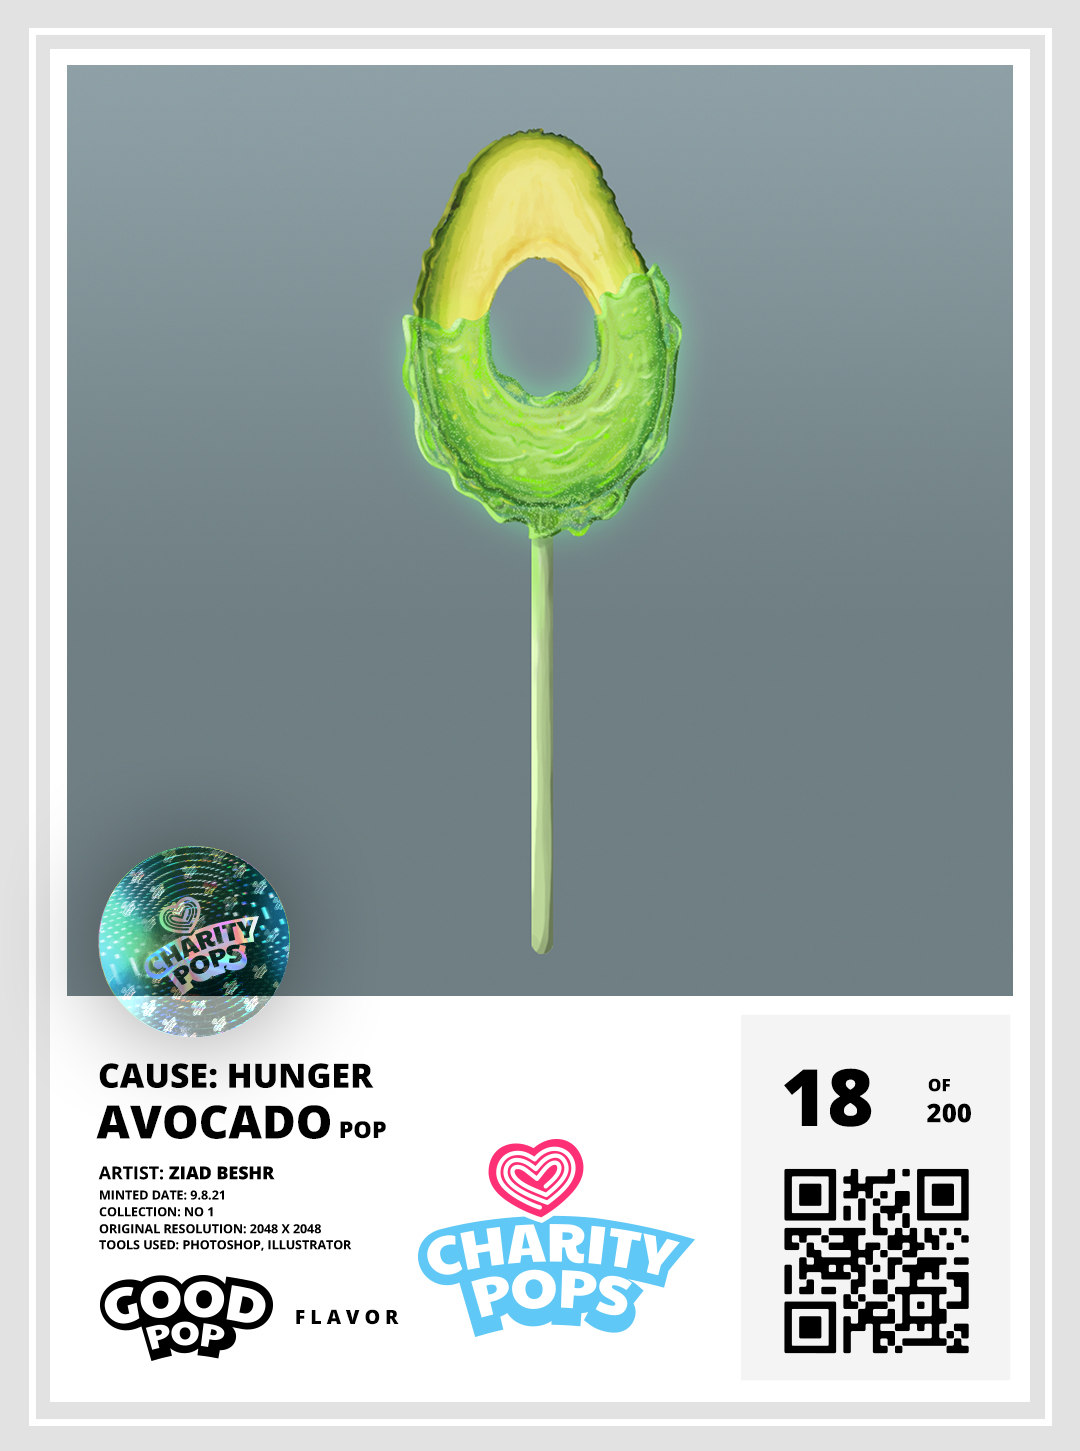 CHARITY
POPS
CAUSE: HUNGER
AVOCADO POP
ARTIST: ZIAD BESHR
MINTED DATE: 9.8.21
COLLECTION: NO 1
ORIGINAL RESOLUTION: 2048 X 2048
TOOLS USED: PHOTOSHOP, ILLUSTRATOR
GOOD
POP
FLAVOR
CHARITY
POPS
18 OF
200